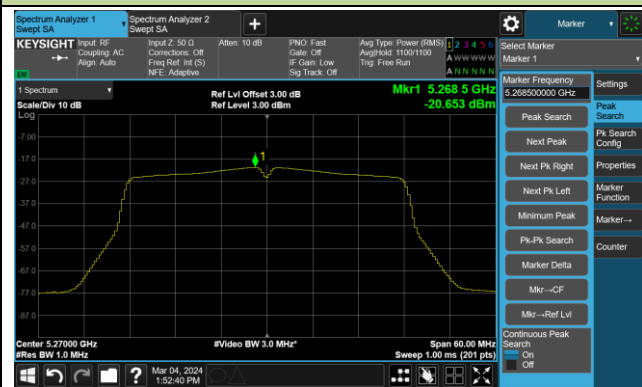 Spectrum Analyzer 1
Swept SA
Spectrum Analyzer 2
Swept SA
+
Marker
KEYSIGHT
Input: RF
Coupling: AC
Align: Auto
Input Z: 50 Ω
Corrections: Off
Freq Ref: Int (S)
NFE: Adaptive
Atten: 10 dB
PNO: Fast
Gate: Off
IF Gain: Low
Sig Track: Off
Avg Type: Power (RMS)
Avg|Hold: 1100/1100
Trig: Free Run
1 2 3 4 5 6
A W W W W W
A N N N N N
Select Marker
Marker 1
1 Spectrum
Scale/Div 10 dB
Log
Ref Lvl Offset 3.00 dB
Ref Level 3.00 dBm
Mkr1 5.268 5 GHz
-20.653 dBm
1
-7.00
-17.0
-27.0
-37.0
-47.0
-57.0
-67.0
-77.0
-87.0
Center 5.27000 GHz
#Res BW 1.0 MHz
#Video BW 3.0 MHz*
Span 60.00 MHz
Sweep 1.00 ms (201 pts)
Marker Frequency
5.268500000 GHz
Peak Search
Next Peak
Next Pk Right
Next Pk Left
Minimum Peak
Pk-Pk Search
Marker Delta
Mkr→CF
Mkr→Ref Lvl
Continuous Peak
Search
On
Off
Settings
Peak
Search
Pk Search
Config
Properties
Marker
Function
Marker→
Counter
?
Mar 04, 2024
1:52:40 PM